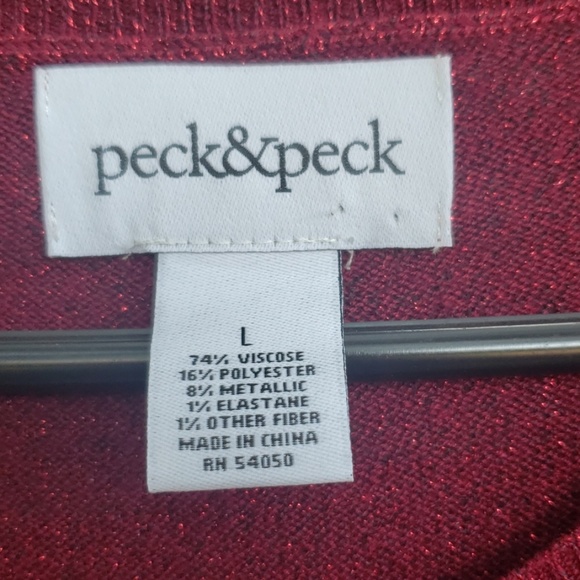 peck&peck
L
74% VISCOSE
16% POLYESTER
8% METALLIC
1% ELASTANE
1% OTHER FIBER
MADE IN CHINA
RN 54050